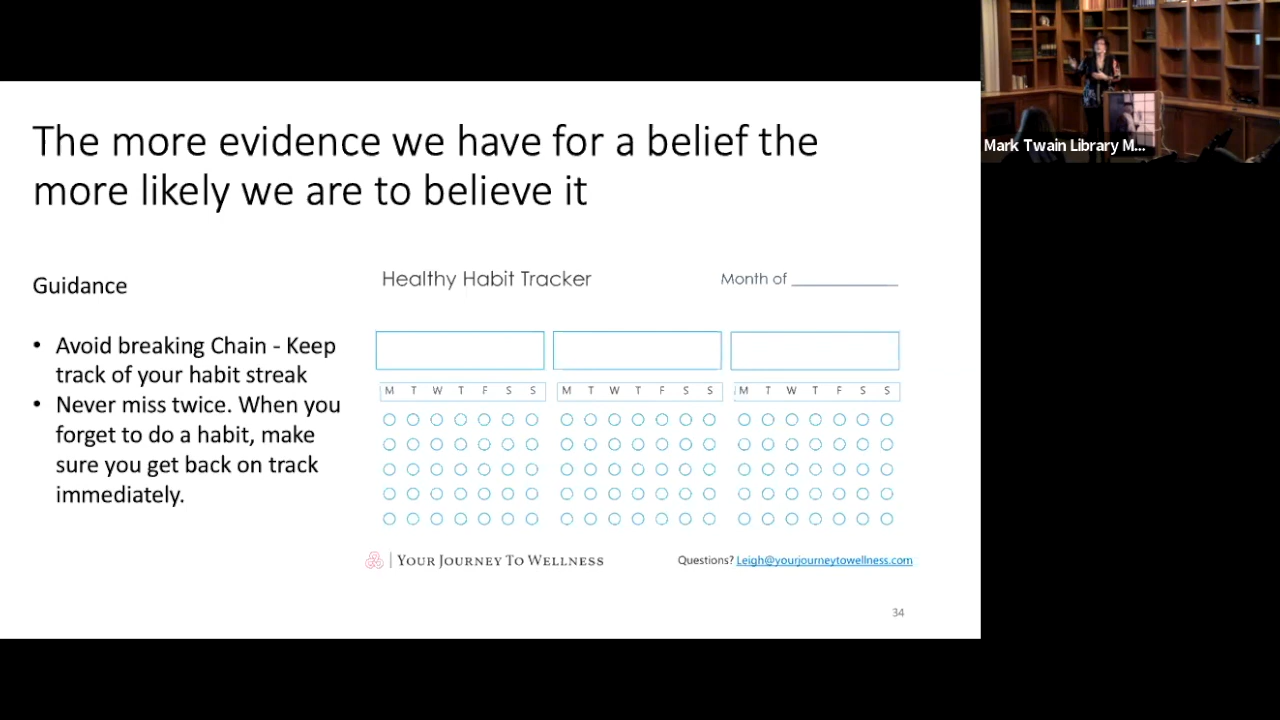 The more evidence we have for a belief the
more likely we are to believe it
Guidance
• Avoid breaking Chain - Keep
track of your habit streak
• Never miss twice. When you
forget to do a habit, make
sure you get back on track
immediately.
Healthy Habit Tracker
Month of ____________
M T W T F S S
M T W T F S S
M T W T F S S
YOUR JOURNEY TO WELLNESS
Questions? Leigh@yourjourneytowellness.com
34
Mark Twain Library M...